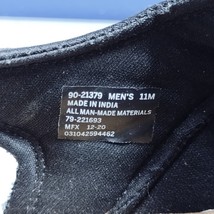 90-21379 MEN'S 11M
MADE IN INDIA
ALL MAN-MADE MATERIALS
79-221693
MFX 12-20
031042594462